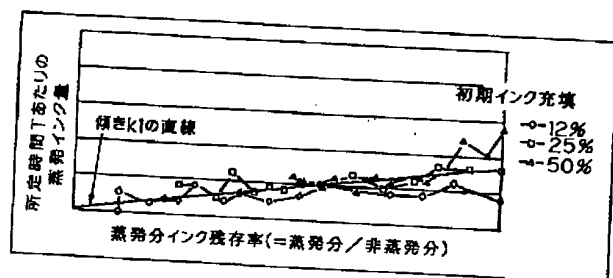 所定時間Tあたりの
蒸発インク量
傾きk1の直線
初期インク充填
12%
25%
50%
蒸発分インク残存率(=蒸発分/非蒸発分)